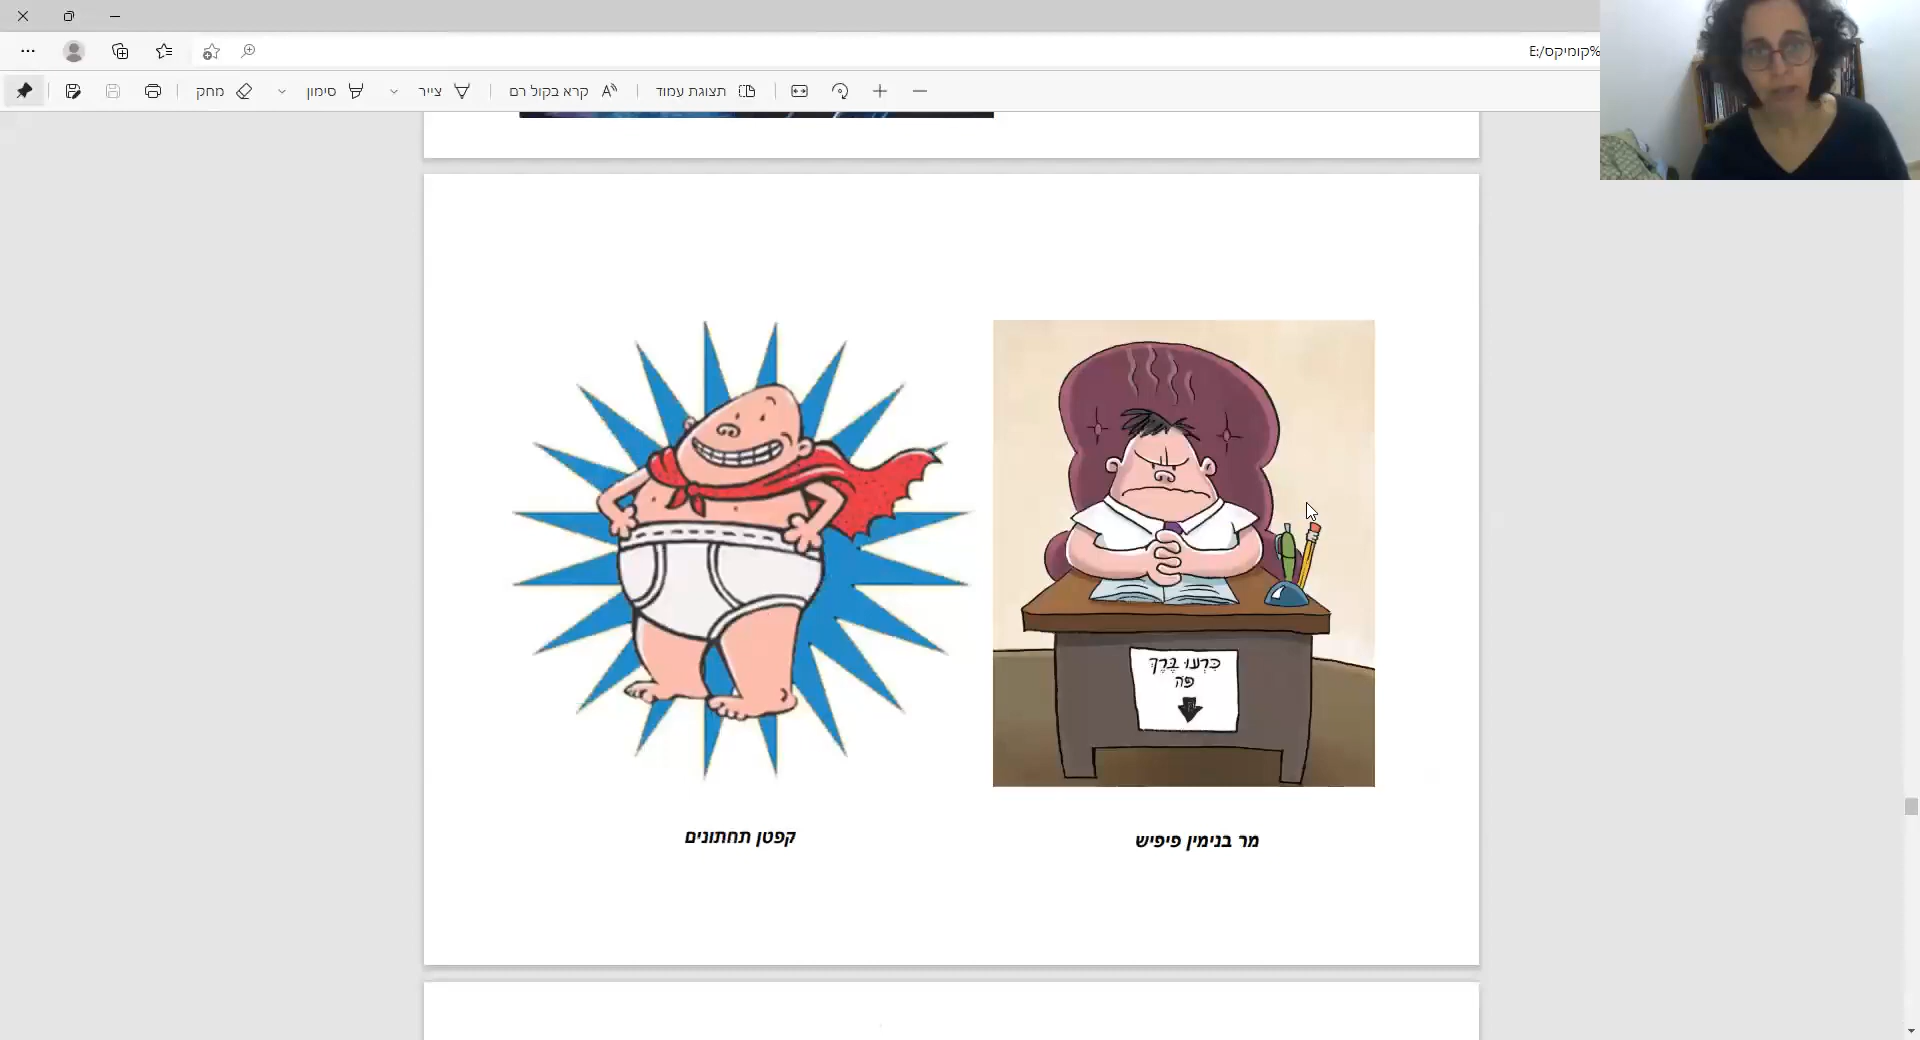 E:/קומיקס%
תצוגת עמוד
קרא בקול רם
צייר
סימון
מחק
כִּרְעוּ בֶּרֶךְ
פֹּה
מר בנימין פיפיש
קפטן תחתונים